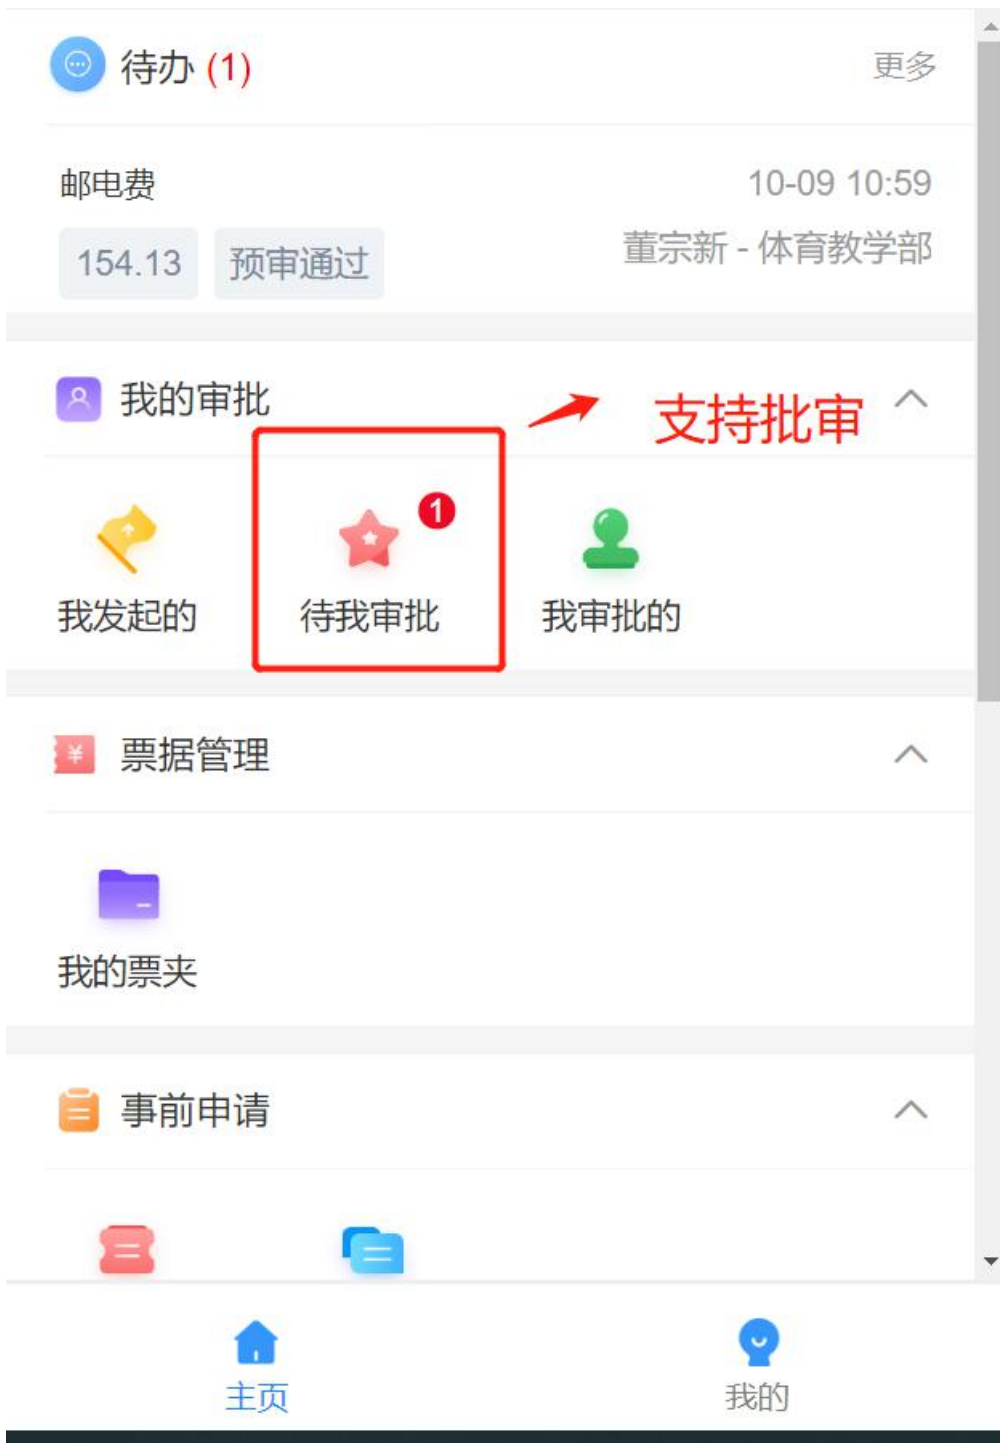 待办 (1) 更多
邮电费 10-09 10:59
154.13 预审通过 董宗新 - 体育教学部
我的审批 支持批审
1
我发起的 待我审批 我审批的
¥ 票据管理
我的票夹
事前申请
主页 我的